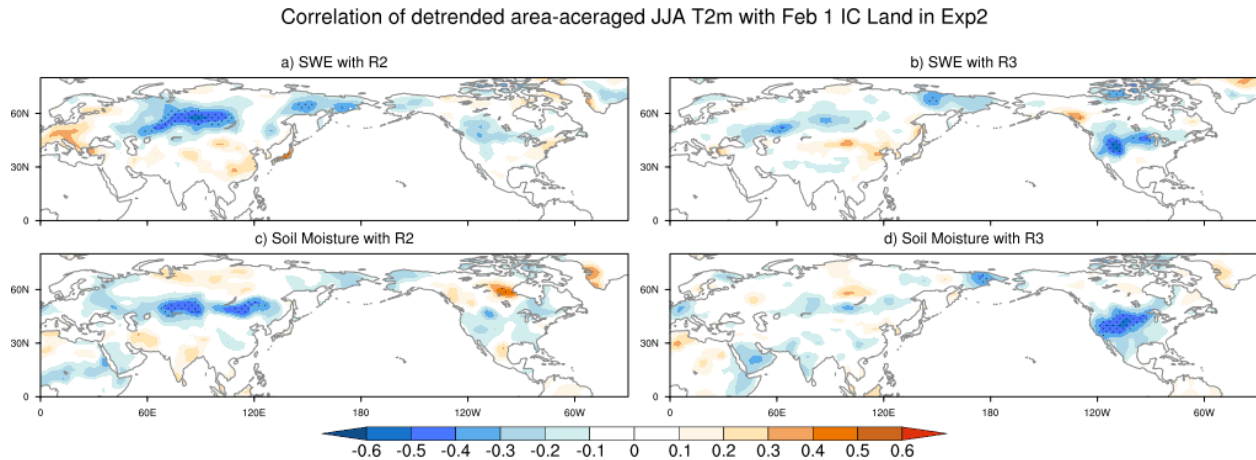 Correlation of detrended area-aceraged JJA T2m with Feb 1 IC Land in Exp2
a) SWE with R2
b) SWE with R3
60N
30N
0
60N
30N
0
c) Soil Moisture with R2
d) Soil Moisture with R3
60N
30N
0
60N
30N
0
0 60E 120E 180 120W 60W
0 60E 120E 180 120W 60W
-0.6 -0.5 -0.4 -0.3 -0.2 -0.1 0 0.1 0.2 0.3 0.4 0.5 0.6